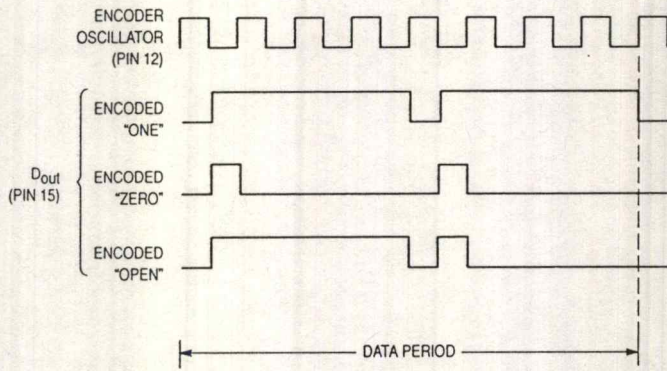 ENCODER
OSCILLATOR
(PIN 12)
ENCODED
"ONE"
Dout
(PIN 15)
ENCODED
"ZERO"
ENCODED
"OPEN"
DATA PERIOD